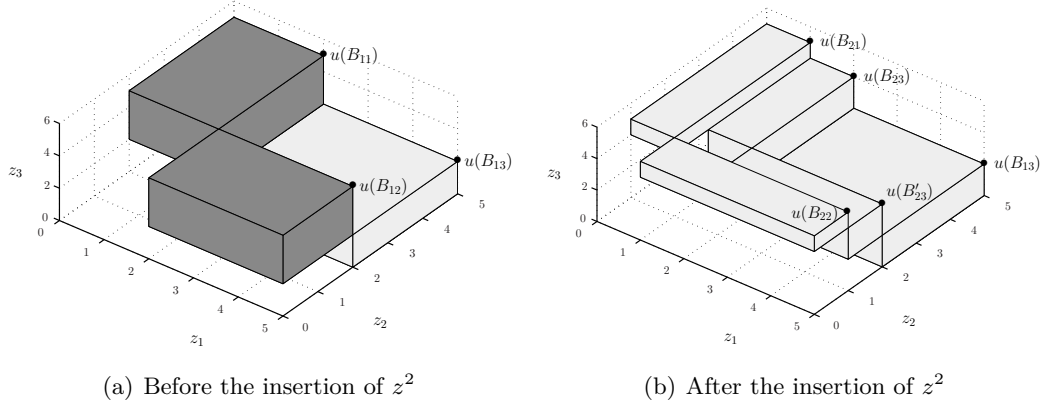 6
4
2
0
z₃
0
1
2
3
4
5
z₁
0
1
2
3
4
5
z₂
u(B₁₁)
u(B₁₂)
u(B₁₃)
(a) Before the insertion of z²
6
4
2
0
z₃
0
1
2
3
4
5
z₁
0
1
2
3
4
5
z₂
u(B₂₁)
u(B₂₃)
u(B₁₃)
u(B′₂₃)
u(B₂₂)
(b) After the insertion of z²